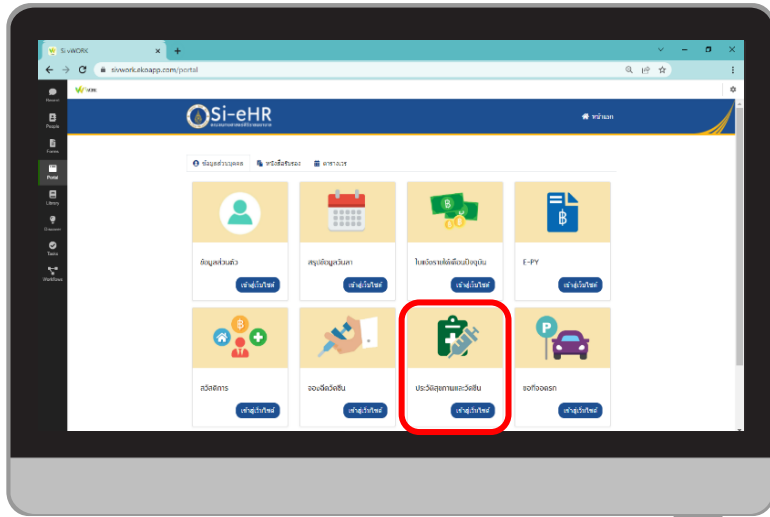 Si viWORK
sivwork.eknapp.com/portal
Si-eHR
หน้าแรก
People
Forms
Portal
Library
Discover
Tasks
Workflows
ข้อมูลส่วนบุคคล
หนังสือรับรอง
ตารางเวร
ข้อมูลส่วนตัว
สรุปข้อมูลวันลา
ใบแจ้งรายได้เดือนปัจจุบัน
E-PY
เข้าสู่เว็บไซต์
เข้าสู่เว็บไซต์
เข้าสู่เว็บไซต์
เข้าสู่เว็บไซต์
P
สวัสดิการ
จองฉีดวัคซีน
ประวัติสุขภาพและวัคซีน
ขอที่จอดรถ
เข้าสู่เว็บไซต์
เข้าสู่เว็บไซต์
เข้าสู่เว็บไซต์
เข้าสู่เว็บไซต์